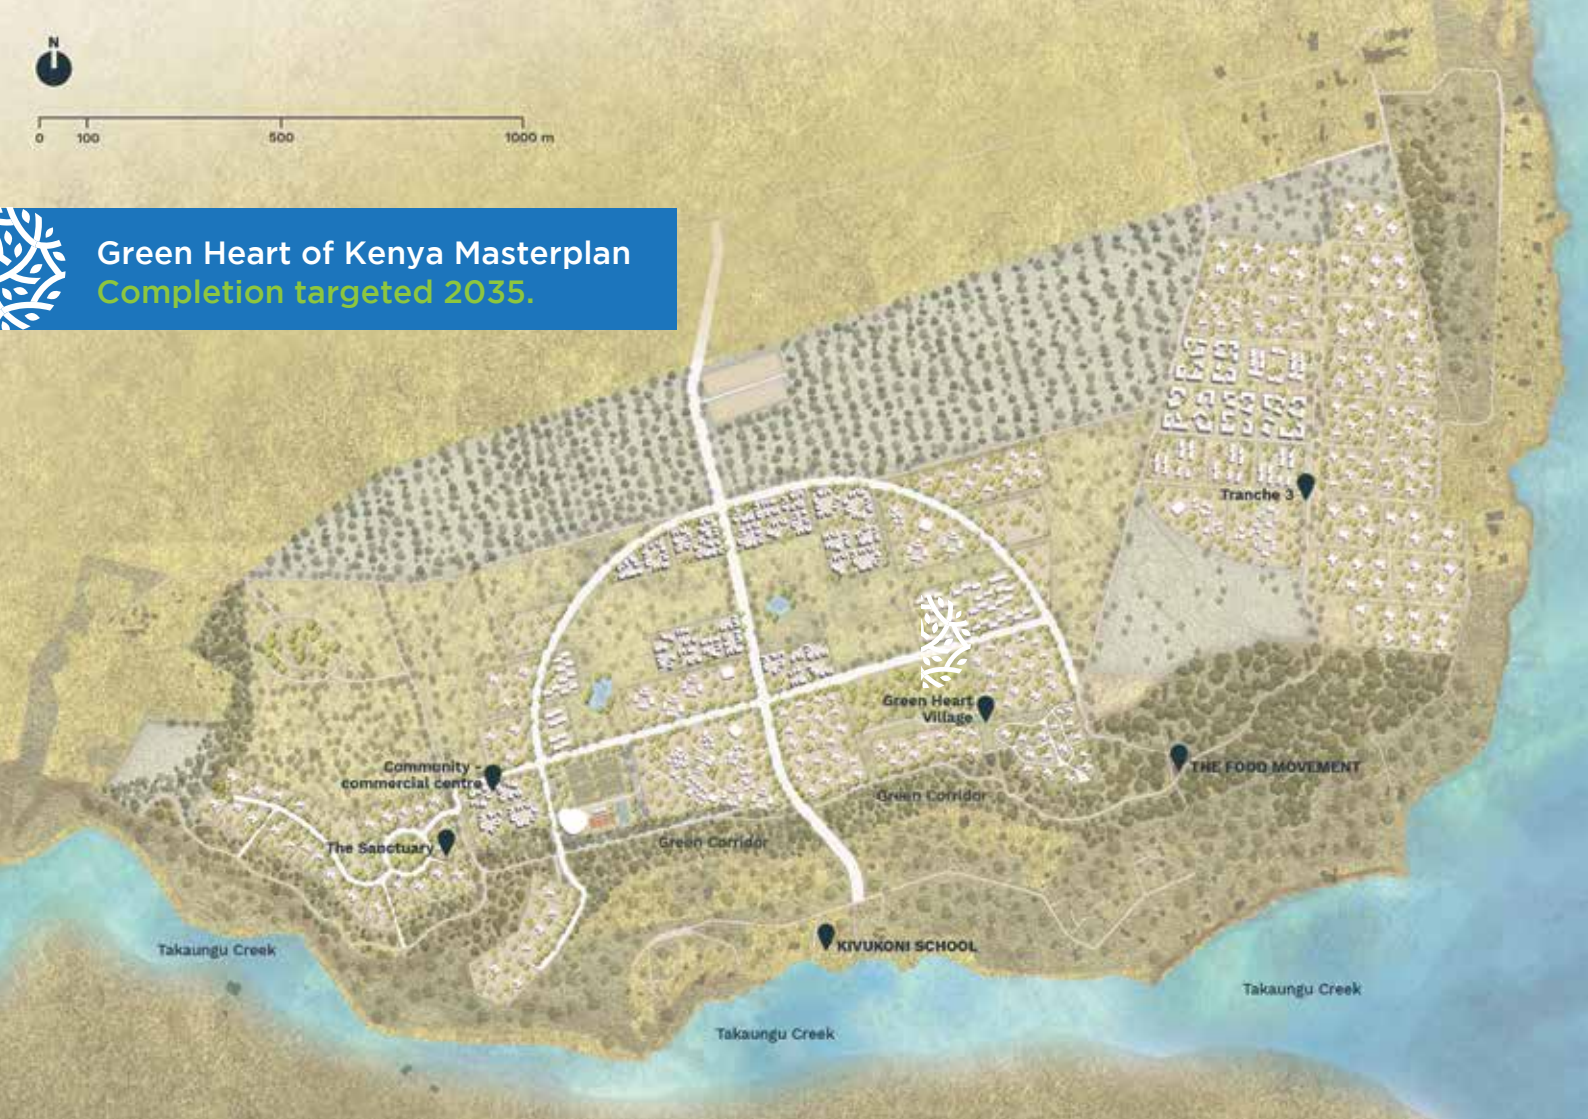 N
0 100 500 1000 m
Green Heart of Kenya Masterplan
Completion targeted 2035.
Tranche 3
Green Heart
Village
Community -
commercial centre
THE FOOD MOVEMENT
Green Corridor
Green Corridor
The Sanctuary
KIVUKONI SCHOOL
Takaungu Creek
Takaungu Creek
Takaungu Creek